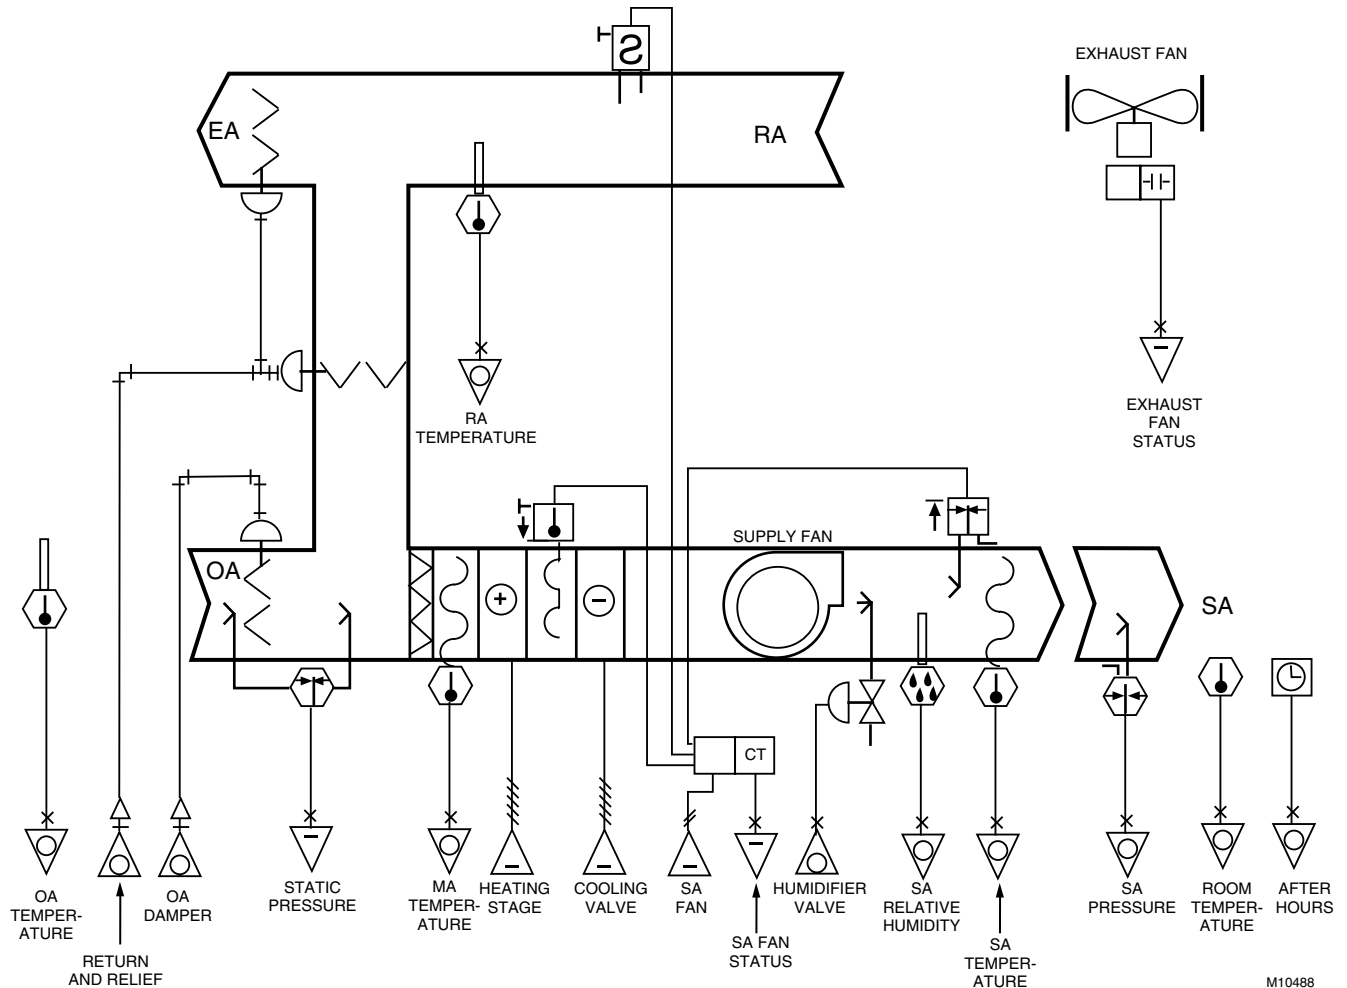 EXHAUST FAN
S
EA
RA
RA
TEMPERATURE
EXHAUST
FAN
STATUS
SUPPLY FAN
OA
SA
CT
OA
TEMPER-
ATURE
RETURN
AND RELIEF
OA
DAMPER
STATIC
PRESSURE
MA
TEMPER-
ATURE
HEATING
STAGE
COOLING
VALVE
SA
FAN
SA FAN
STATUS
HUMIDIFIER
VALVE
SA
RELATIVE
HUMIDITY
SA
TEMPER-
ATURE
SA
PRESSURE
ROOM
TEMPER-
ATURE
AFTER
HOURS
M10488